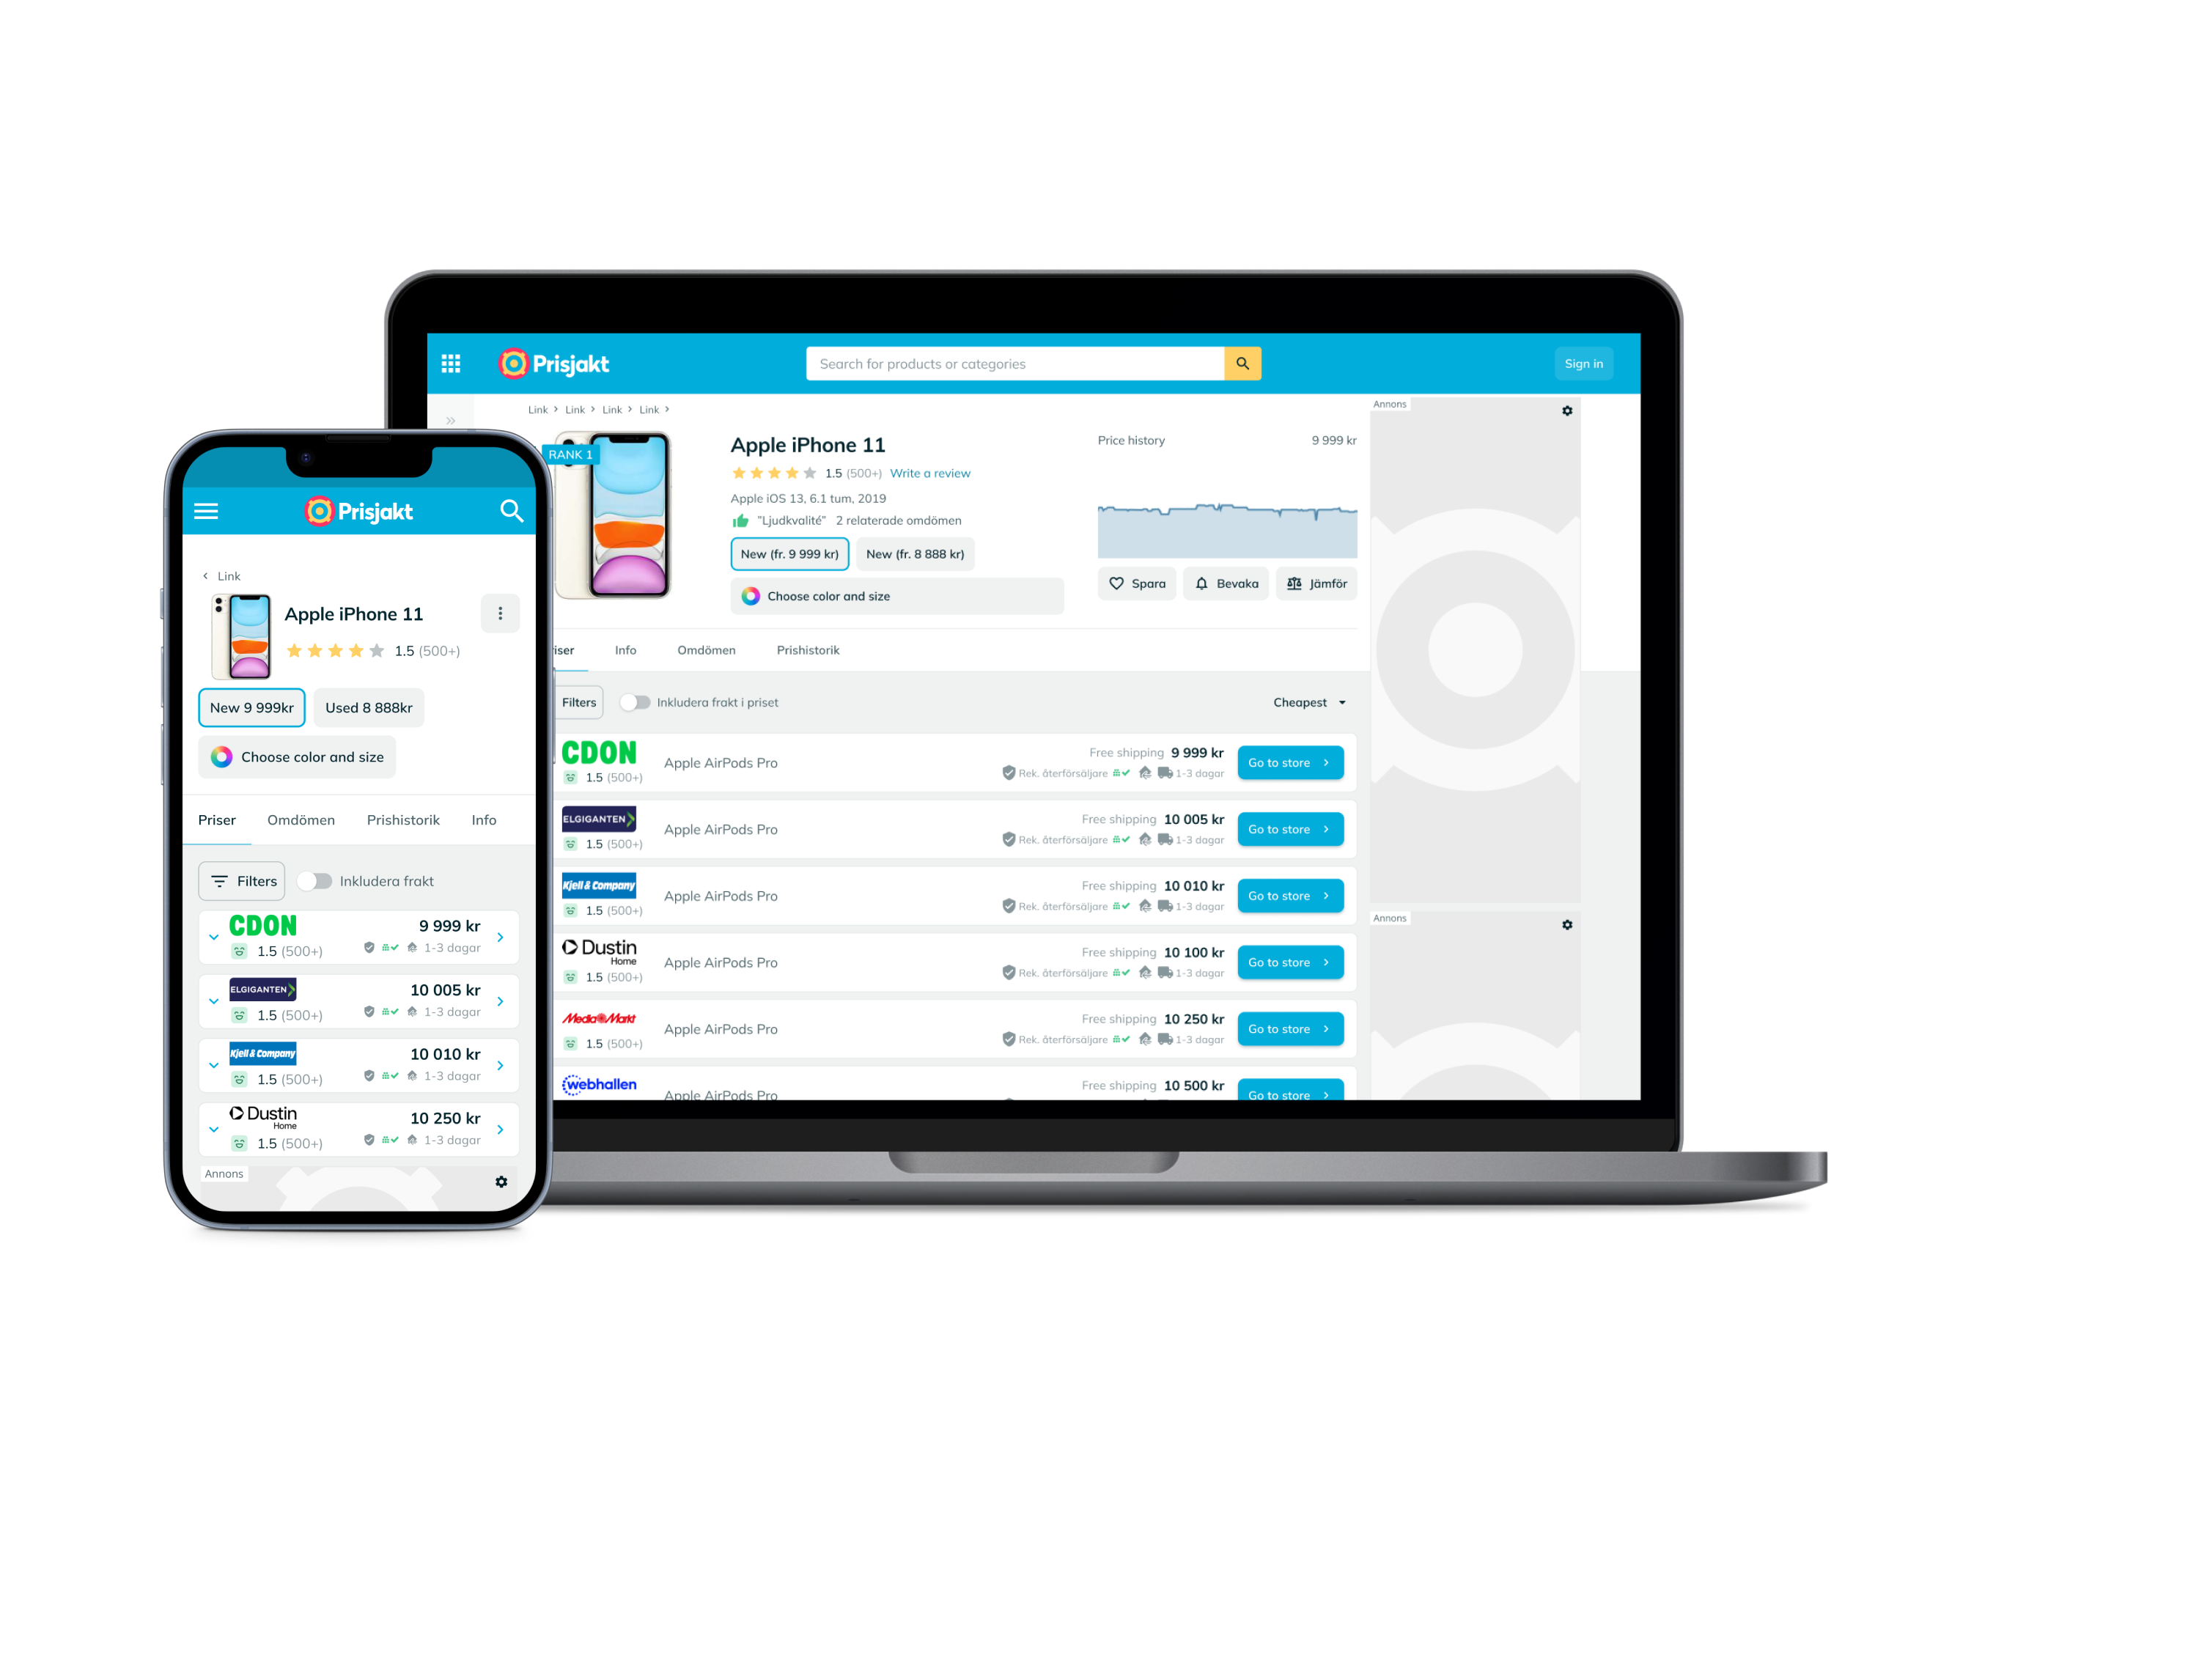 Prisjakt
Search for products or categories
Sign in
Link > Link > Link > Link >
RANK 1
Apple iPhone 11
1.5 (500+) Write a review
Apple iOS 13, 6.1 tum, 2019
"Ljudkvalité" 2 relaterade omdömen
New (fr. 9 999 kr) New (fr. 8 888 kr)
Choose color and size
Price history 9 999 kr
Spara Bevaka Jämför
Info Omdömen Prishistorik
Filters Inkludera frakt i priset Cheapest
CDON
1.5 (500+)
Apple AirPods Pro
Free shipping 9 999 kr
Rek. återförsäljare 1-3 dagar
Go to store
ELGIGANTEN
1.5 (500+)
Apple AirPods Pro
Free shipping 10 005 kr
Rek. återförsäljare 1-3 dagar
Go to store
Kjell & Company
1.5 (500+)
Apple AirPods Pro
Free shipping 10 010 kr
Rek. återförsäljare 1-3 dagar
Go to store
Dustin
Home
1.5 (500+)
Apple AirPods Pro
Free shipping 10 100 kr
Rek. återförsäljare 1-3 dagar
Go to store
Media Markt
1.5 (500+)
Apple AirPods Pro
Free shipping 10 250 kr
Rek. återförsäljare 1-3 dagar
Go to store
webhallen
Apple AirPods Pro
Free shipping 10 500 kr
Go to store
Annons
Annons
Prisjakt
Link
Apple iPhone 11
1.5 (500+)
New 9 999kr Used 8 888kr
Choose color and size
Priser Omdömen Prishistorik Info
Filters Inkludera frakt
CDON 9 999 kr
1.5 (500+) 1-3 dagar
ELGIGANTEN 10 005 kr
1.5 (500+) 1-3 dagar
Kjell & Company 10 010 kr
1.5 (500+) 1-3 dagar
Dustin 10 250 kr
Home
1.5 (500+) 1-3 dagar
Annons